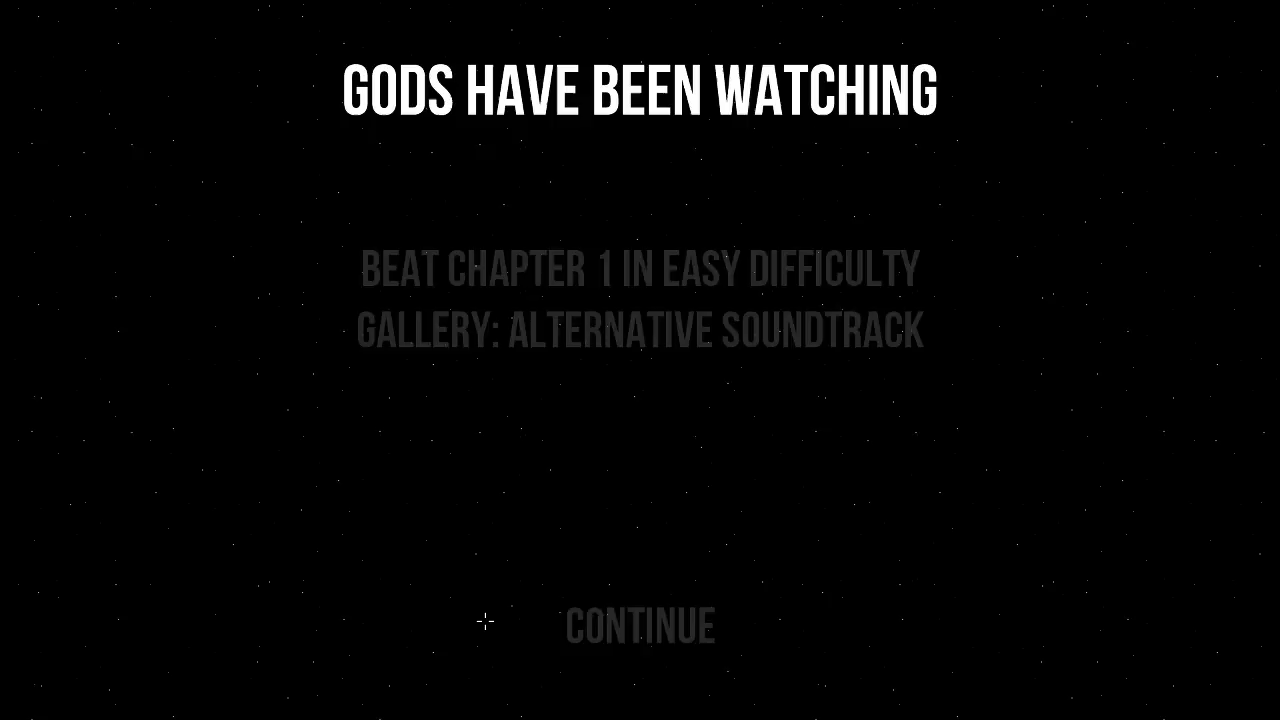 GODS HAVE BEEN WATCHING
BEAT CHAPTER 1 IN EASY DIFFICULTY
GALLERY: ALTERNATIVE SOUNDTRACK
CONTINUE